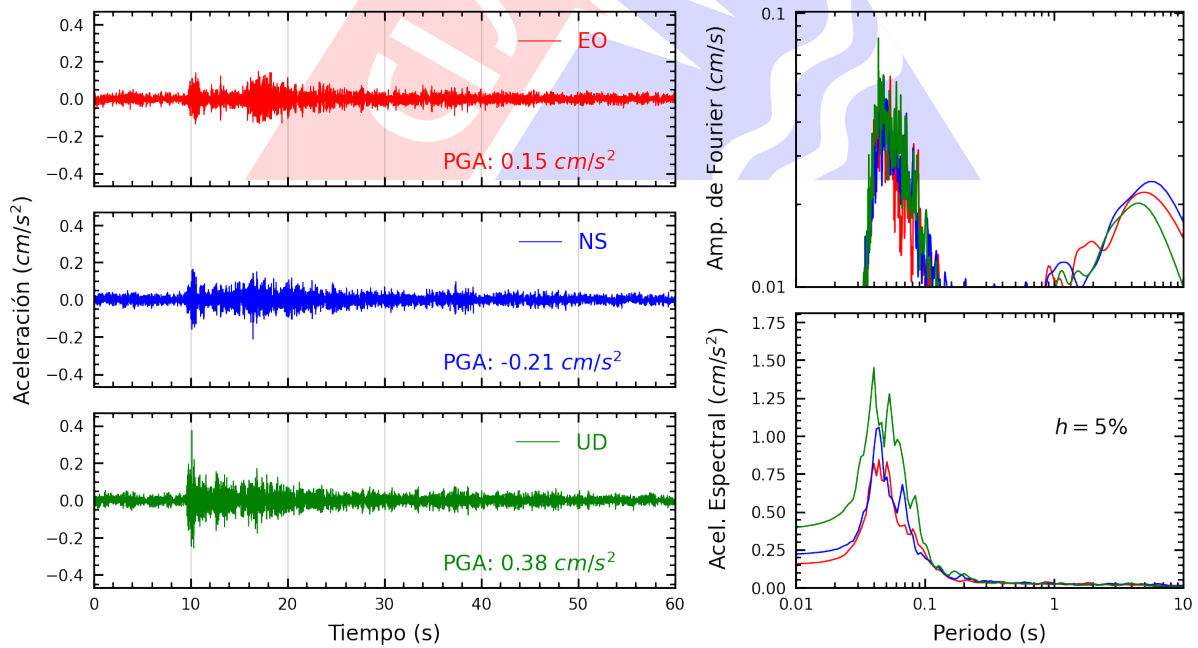 Aceleración (cm/s²)
0.4
0.2
0.0
−0.2
−0.4
EO
PGA: 0.15 cm/s²
0.4
0.2
0.0
−0.2
−0.4
NS
PGA: -0.21 cm/s²
0.4
0.2
0.0
−0.2
−0.4
UD
PGA: 0.38 cm/s²
0 10 20 30 40 50 60
Tiempo (s)
Amp. de Fourier (cm/s)
0.1
0.01
Acel. Espectral (cm/s²)
1.75
1.50
1.25
1.00
0.75
0.50
0.25
0.00
h = 5%
0.01 0.1 1 10
Periodo (s)